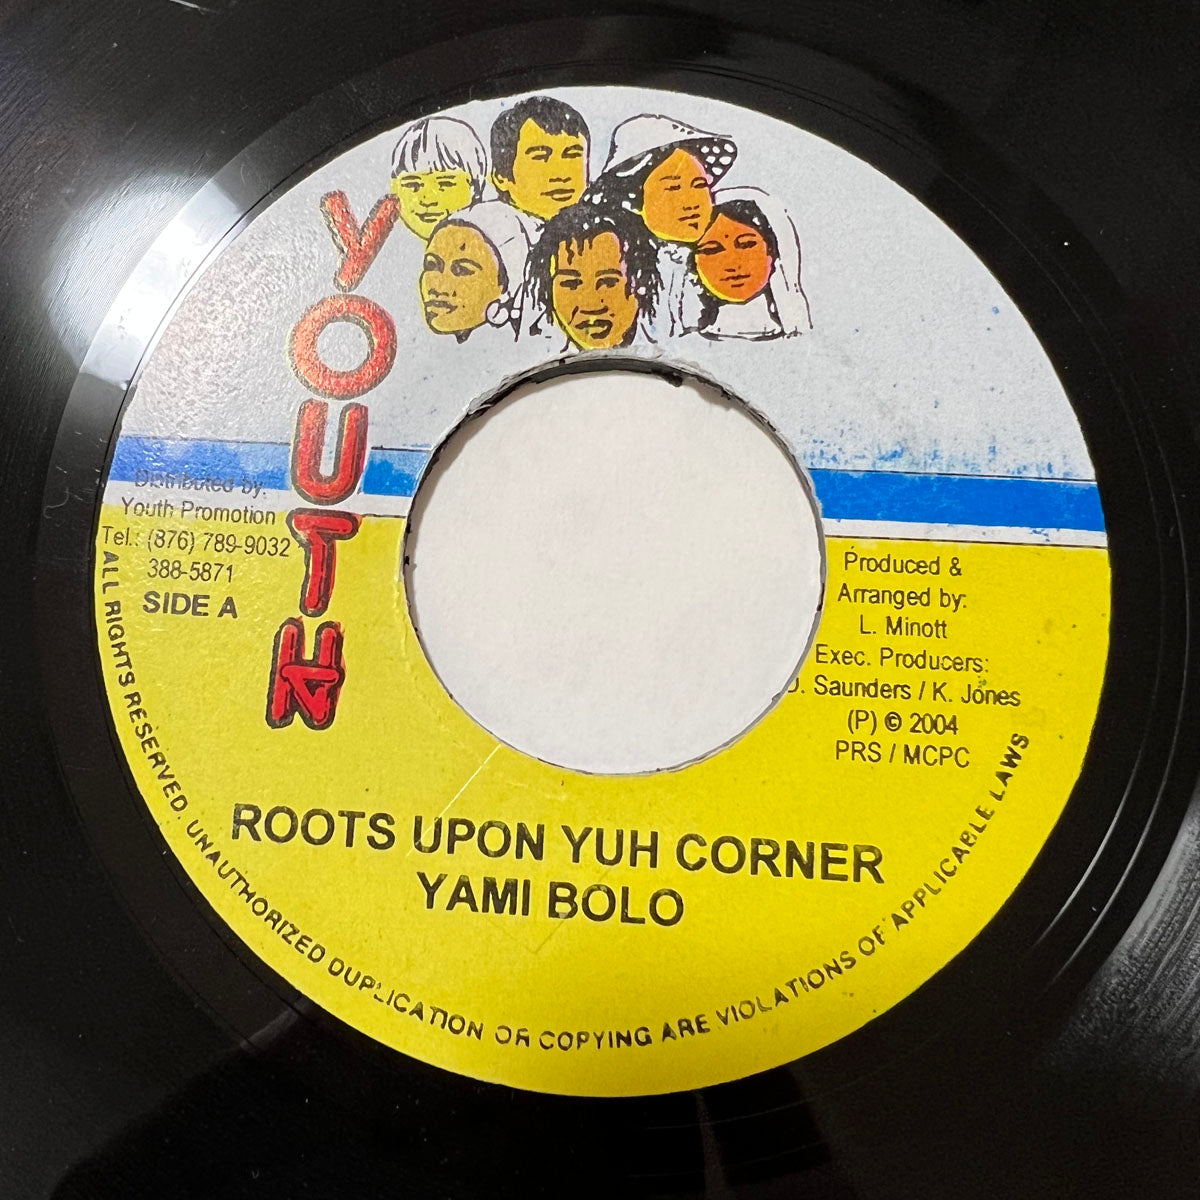 YOUTH
Distributed by:
Youth Promotion
Tel.: (876) 789-9032
388-5871
SIDE A
Produced &
Arranged by:
L. Minott
Exec. Producers:
Saunders / K. Jones
(P) © 2004
PRS / MCPC
ROOTS UPON YUH CORNER
YAMI BOLO
ALL RIGHTS RESERVED. UNAUTHORIZED DUPLICATION OR COPYING ARE VIOLATIONS OF APPLICABLE LAWS